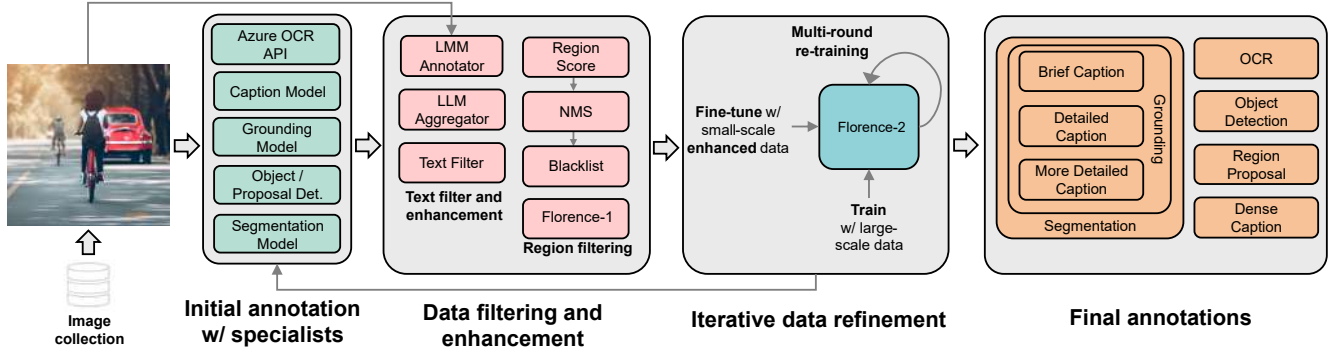 Image
collection
Azure OCR
API
Caption Model
Grounding
Model
Object /
Proposal Det.
Segmentation
Model
Initial annotation
w/ specialists
LMM
Annotator
LLM
Aggregator
Text Filter
Text filter and
enhancement
Region
Score
NMS
Blacklist
Florence-1
Region filtering
Data filtering and
enhancement
Multi-round
re-training
Fine-tune w/
small-scale
enhanced data
Florence-2
Train
w/ large-
scale data
Iterative data refinement
Brief Caption
Detailed
Caption
More Detailed
Caption
Grounding
Segmentation
OCR
Object
Detection
Region
Proposal
Dense
Caption
Final annotations